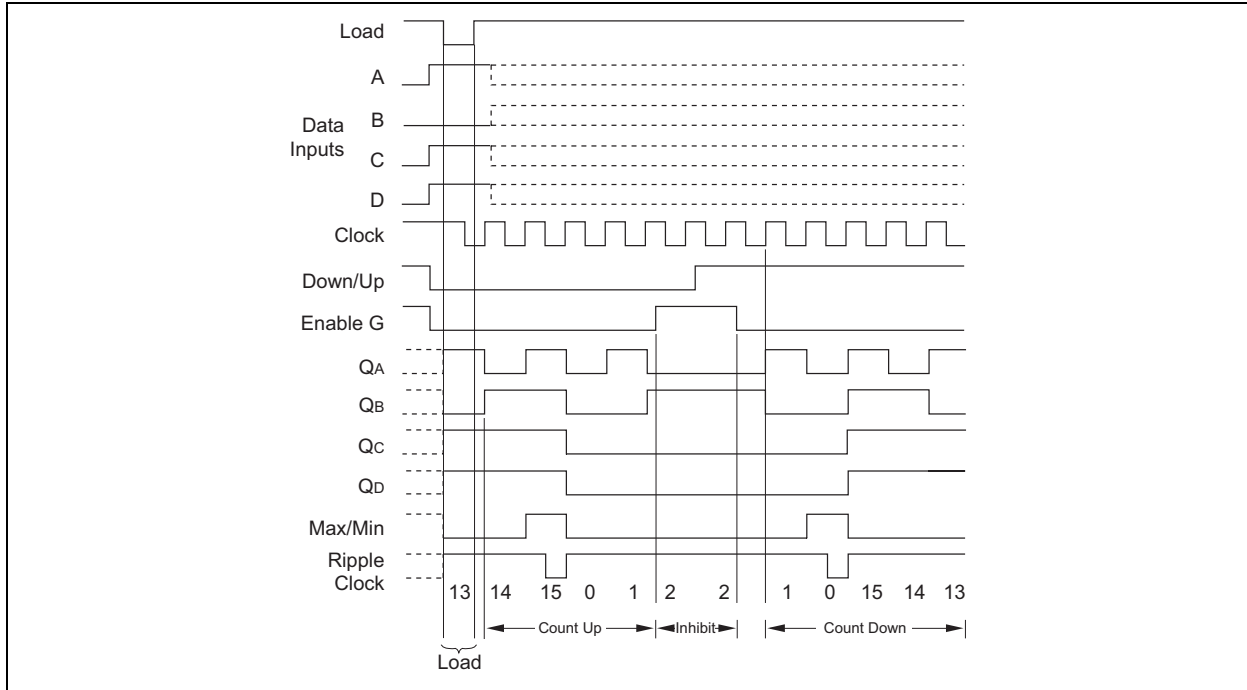 Load
A
B
Data
Inputs
C
D
Clock
Down/Up
Enable G
QA
QB
QC
QD
Max/Min
Ripple
Clock
13 14 15 0 1 2 2 1 0 15 14 13
Count Up Inhibit Count Down
Load